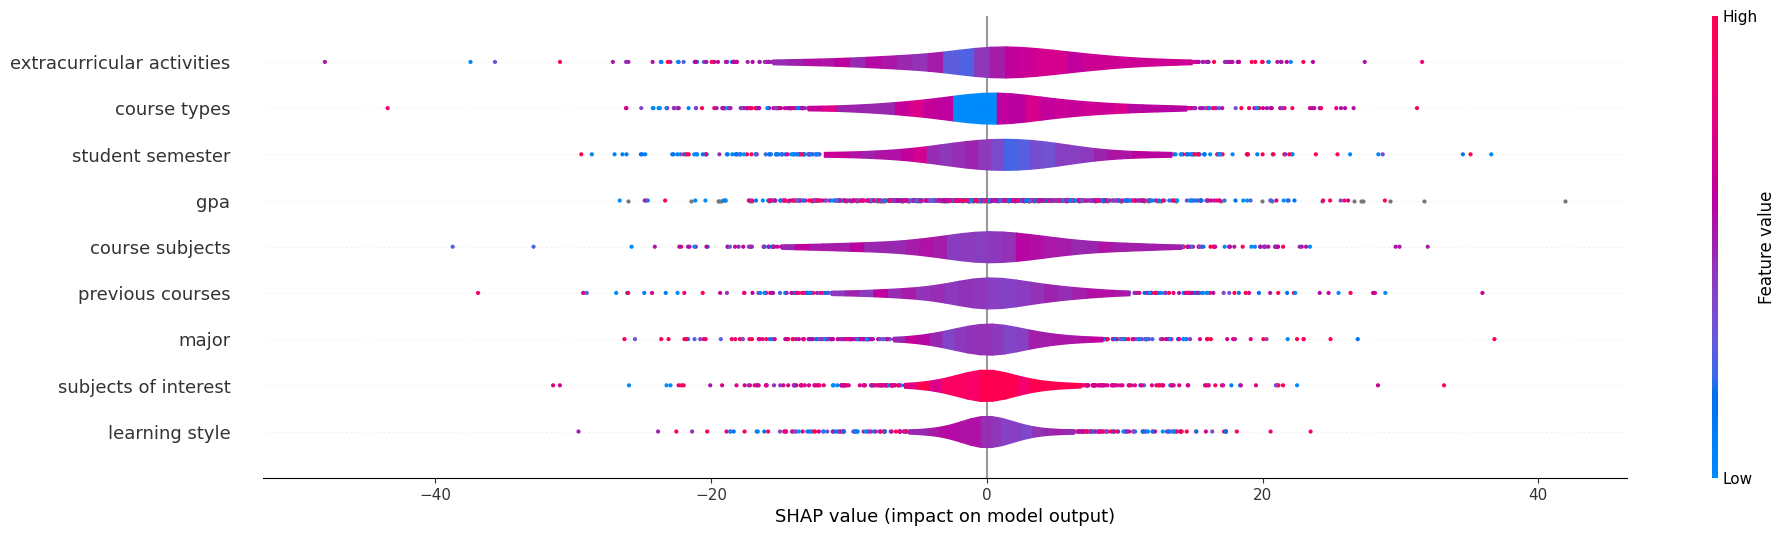 High
extracurricular activities
course types
student semester
gpa
course subjects
previous courses
major
subjects of interest
learning style
Feature value
Low
−40
−20
0
20
40
SHAP value (impact on model output)